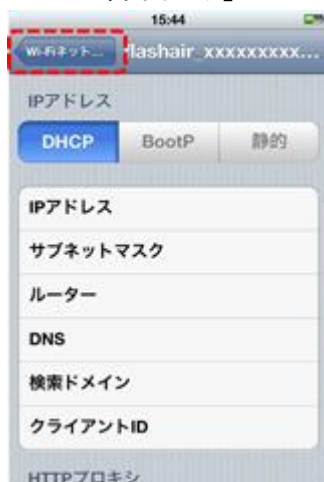 15:44
Wi-Fiネット... flashair_xxxxxxxxx...
IPアドレス
DHCP BootP 静的
IPアドレス
サブネットマスク
ルーター
DNS
検索ドメイン
クライアントID
HTTPプロキシ